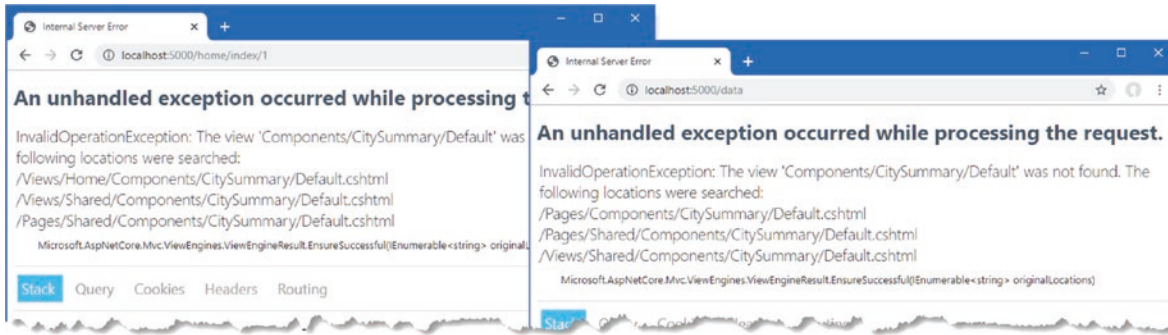 Internal Server Error
localhost:5000/home/index/1
An unhandled exception occurred while processing t
InvalidOperationException: The view 'Components/CitySummary/Default' was
following locations were searched:
/Views/Home/Components/CitySummary/Default.cshtml
/Views/Shared/Components/CitySummary/Default.cshtml
/Pages/Shared/Components/CitySummary/Default.cshtml
Microsoft.AspNetCore.Mvc.ViewEngines.ViewEngineResult.EnsureSuccessful(IEnumerable<string> originalL
Stack Query Cookies Headers Routing
Internal Server Error
localhost:5000/data
An unhandled exception occurred while processing the request.
InvalidOperationException: The view 'Components/CitySummary/Default' was not found. The
following locations were searched:
/Pages/Components/CitySummary/Default.cshtml
/Pages/Shared/Components/CitySummary/Default.cshtml
/Views/Shared/Components/CitySummary/Default.cshtml
Microsoft.AspNetCore.Mvc.ViewEngines.ViewEngineResult.EnsureSuccessful(IEnumerable<string> originalLocations)